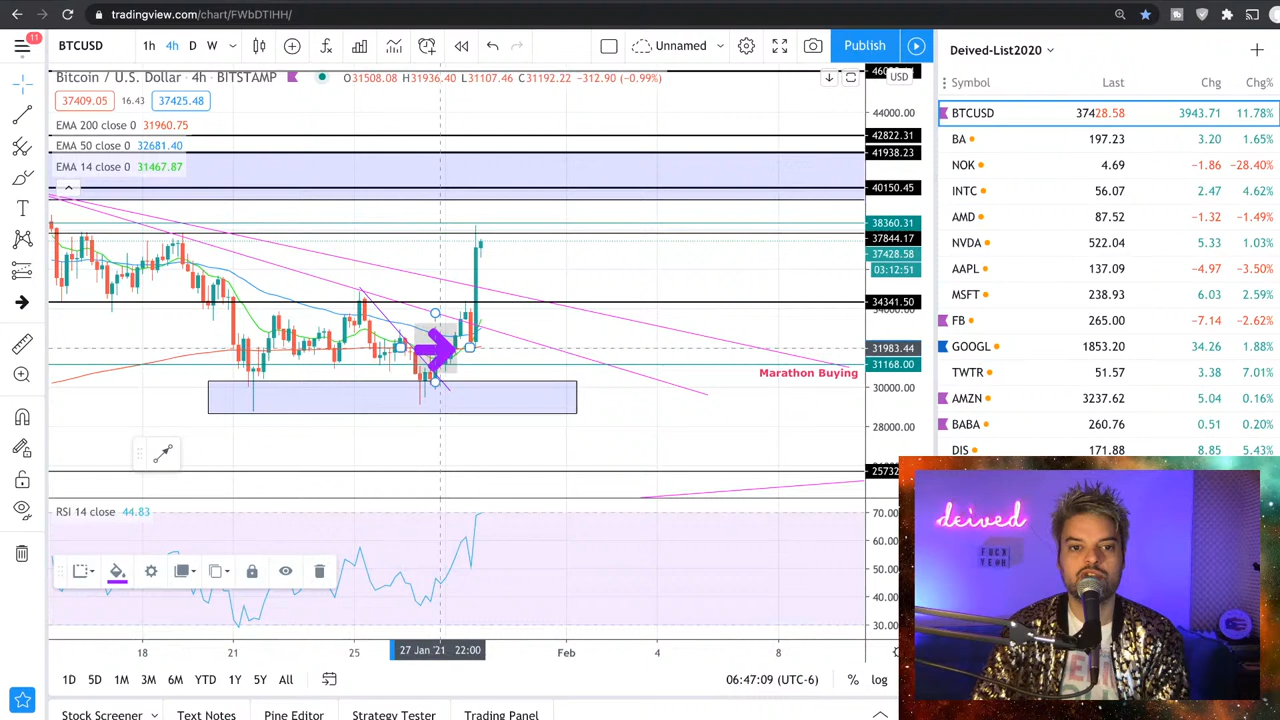 tradingview.com/chart/FWbDTIHH/
11
BTCUSD 1h 4h D W Unnamed Publish
Bitcoin / U.S. Dollar · 4h · BITSTAMP O31508.08 H31936.40 L31107.46 C31192.22 −312.90 (−0.99%)
USD
37409.05 16.43 37425.48
EMA 200 close 0 31960.75
EMA 50 close 0 32681.40
EMA 14 close 0 31467.87
44000.00
42822.31
41938.23
40150.45
38360.31
37844.17
37428.58
03:12:51
34341.50
31983.44
31168.00
Marathon Buying
30000.00
28000.00
25732
RSI 14 close 44.83
70.00
60.00
50.00
40.00
30.00
18 21 25 27 Jan '21 22:00 Feb 4 8
1D 5D 1M 3M 6M YTD 1Y 5Y All 06:47:09 (UTC-6) % log
Stock Screener Text Notes Pine Editor Strategy Tester Trading Panel
Deived-List2020
Symbol Last Chg Chg%
BTCUSD 37428.58 3943.71 11.78%
BA 197.23 3.20 1.65%
NOK 4.69 −1.86 −28.40%
INTC 56.07 2.47 4.62%
AMD 87.52 −1.32 −1.49%
NVDA 522.04 5.33 1.03%
AAPL 137.09 −4.97 −3.50%
MSFT 238.93 6.03 2.59%
FB 265.00 −7.14 −2.62%
GOOGL 1853.20 34.26 1.88%
TWTR 51.57 3.38 7.01%
AMZN 3237.62 5.04 0.16%
BABA 260.76 0.51 0.20%
DIS 171.88 8.85 5.43%
deived
FUCK
YEAR